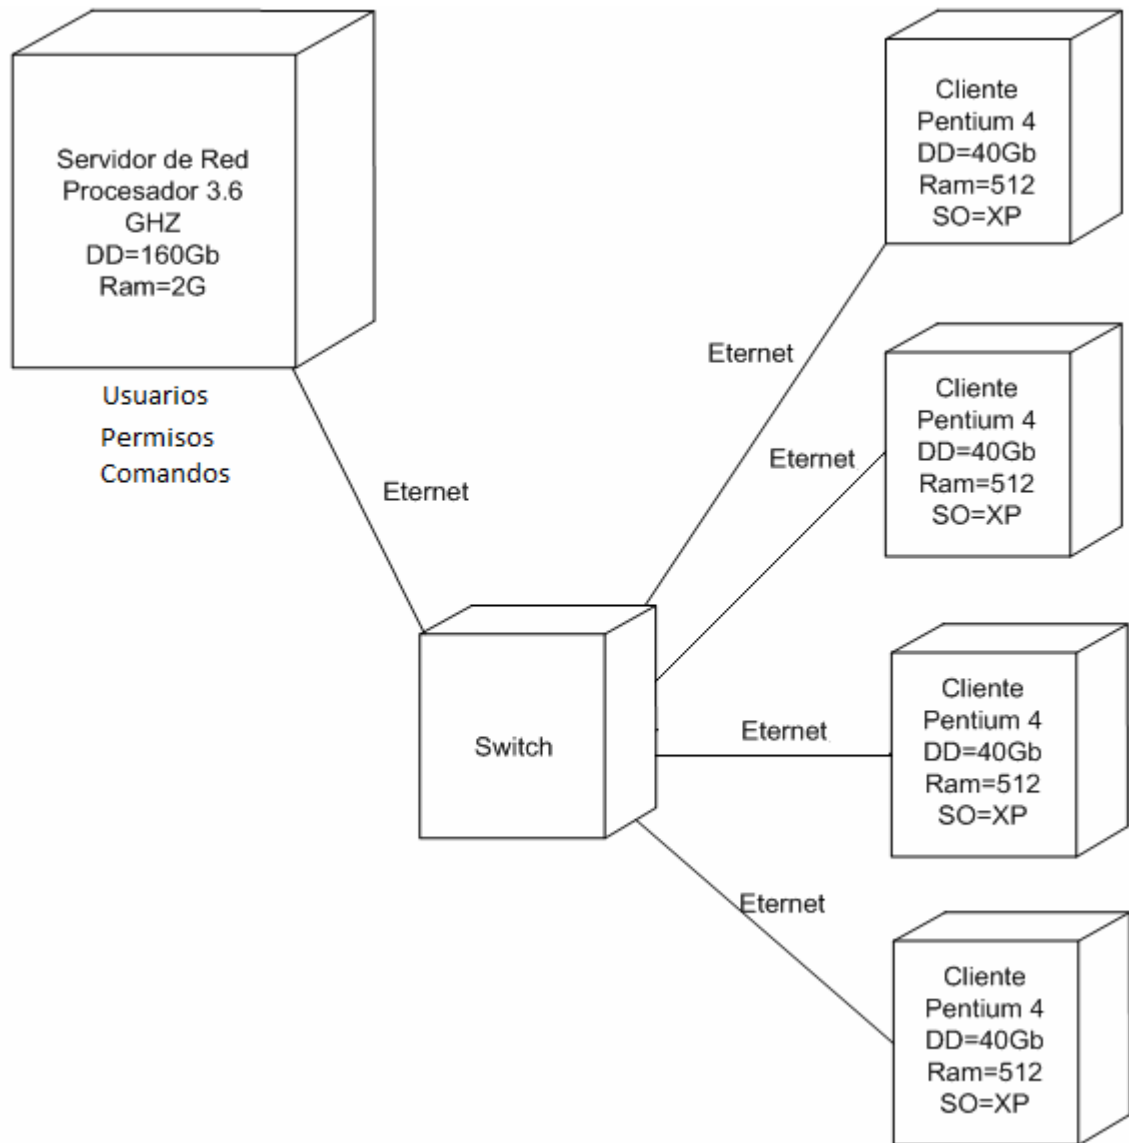 Servidor de Red
Procesador 3.6
GHZ
DD=160Gb
Ram=2G
Usuarios
Permisos
Comandos
Eternet
Switch
Eternet
Cliente
Pentium 4
DD=40Gb
Ram=512
SO=XP
Eternet
Cliente
Pentium 4
DD=40Gb
Ram=512
SO=XP
Eternet
Cliente
Pentium 4
DD=40Gb
Ram=512
SO=XP
Eternet
Cliente
Pentium 4
DD=40Gb
Ram=512
SO=XP